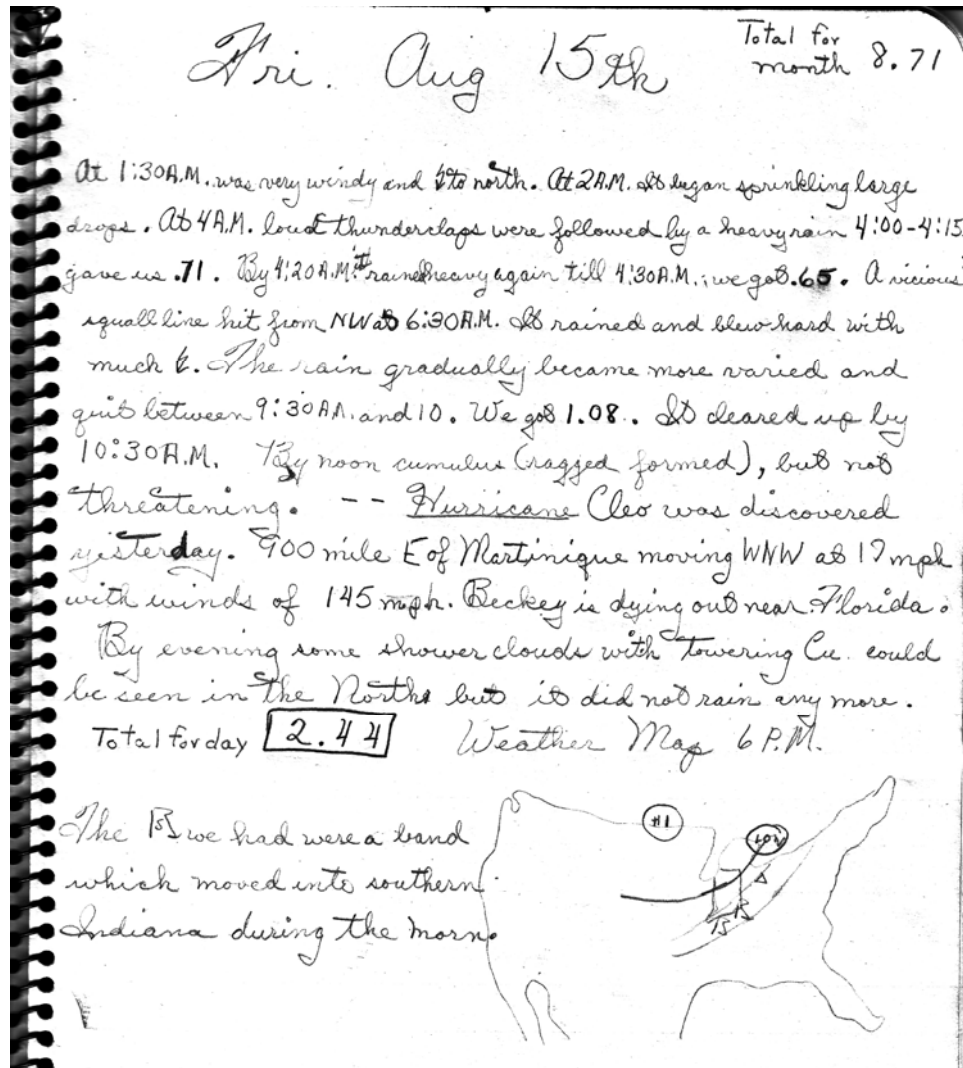 Total for
Fri. Aug 15th month 8.71
At 1:30A.M. was very windy and to north. At 2A.M. It began sprinkling large
drops. At 4A.M. loud thunderclaps were followed by a heavy rain 4:00-4:15
gave us .71. By 4:20A.M. it rained heavy again till 4:30A.M.; we got .65. A vicious
squall line hit from NW at 6:30A.M. It rained and blew hard with
much. The rain gradually became more varied and
quit between 9:30A.M. and 10. We got 1.08. It cleared up by
10:30A.M. By noon cumulus (ragged formed), but not
threatening. -- Hurricane Cleo was discovered
yesterday. 900 mile E of Martinique moving WNW at 17 mph
with winds of 145 mph. Beckey is dying out near Florida.
By evening some shower clouds with towering Cu. could
be seen in the North but it did not rain any more.
Total for day 2.44 Weather Map 6 P.M.
The we had were a band
which moved into southern
Indiana during the morn.
HI
LOW